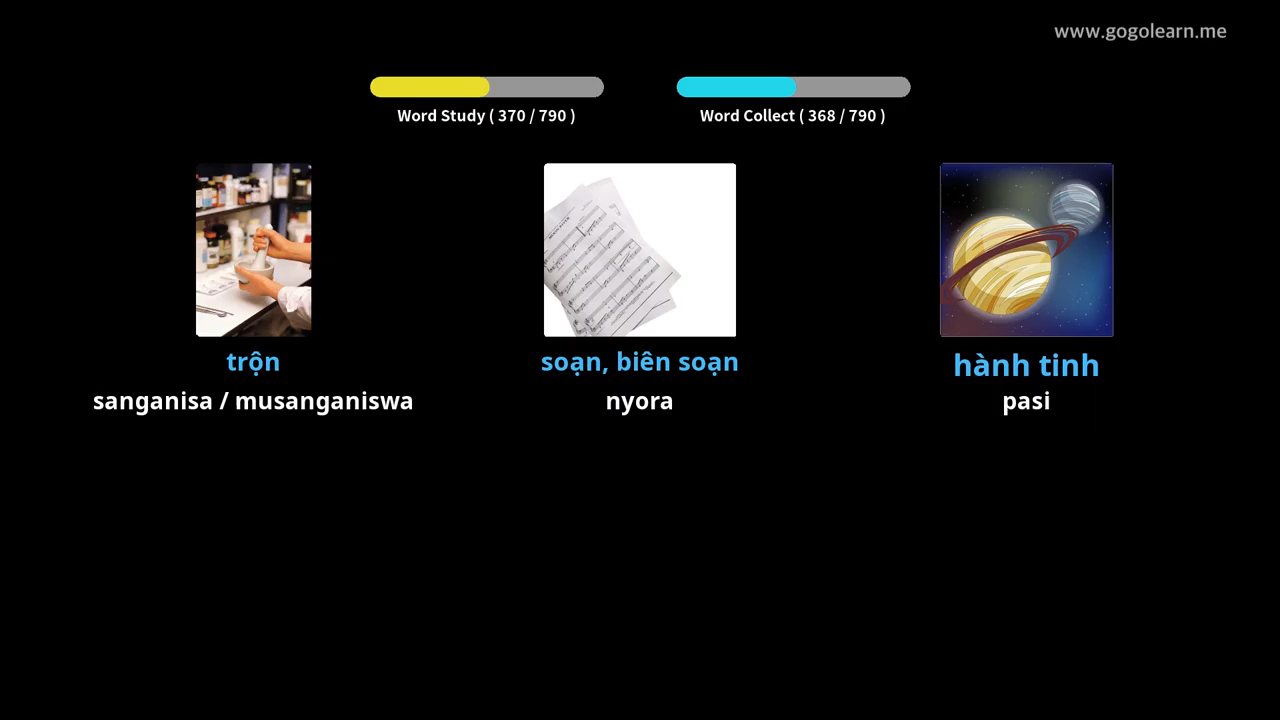 www.gogolearn.me
Word Study ( 370 / 790 )
Word Collect ( 368 / 790 )
trộn
soạn, biên soạn
hành tinh
sanganisa / musanganiswa
nyora
pasi